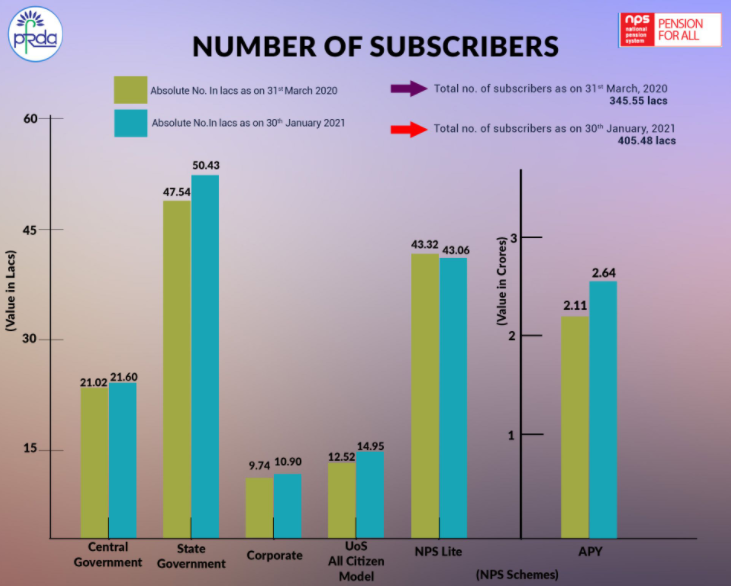 pfrda
NUMBER OF SUBSCRIBERS
nps
national
pension
system
PENSION
FOR ALL
Absolute No. In lacs as on 31st March 2020
Absolute No.In lacs as on 30th January 2021
Total no. of subscribers as on 31st March, 2020
345.55 lacs
Total no. of subscribers as on 30th January, 2021
405.48 lacs
(Value in Lacs)
60
45
30
15
21.02 21.60
47.54
50.43
9.74 10.90
12.52 14.95
43.32 43.06
(Value in Crores)
3
2
1
2.11
2.64
Central
Government
State
Government
Corporate
UoS
All Citizen
Model
NPS Lite
APY
(NPS Schemes)